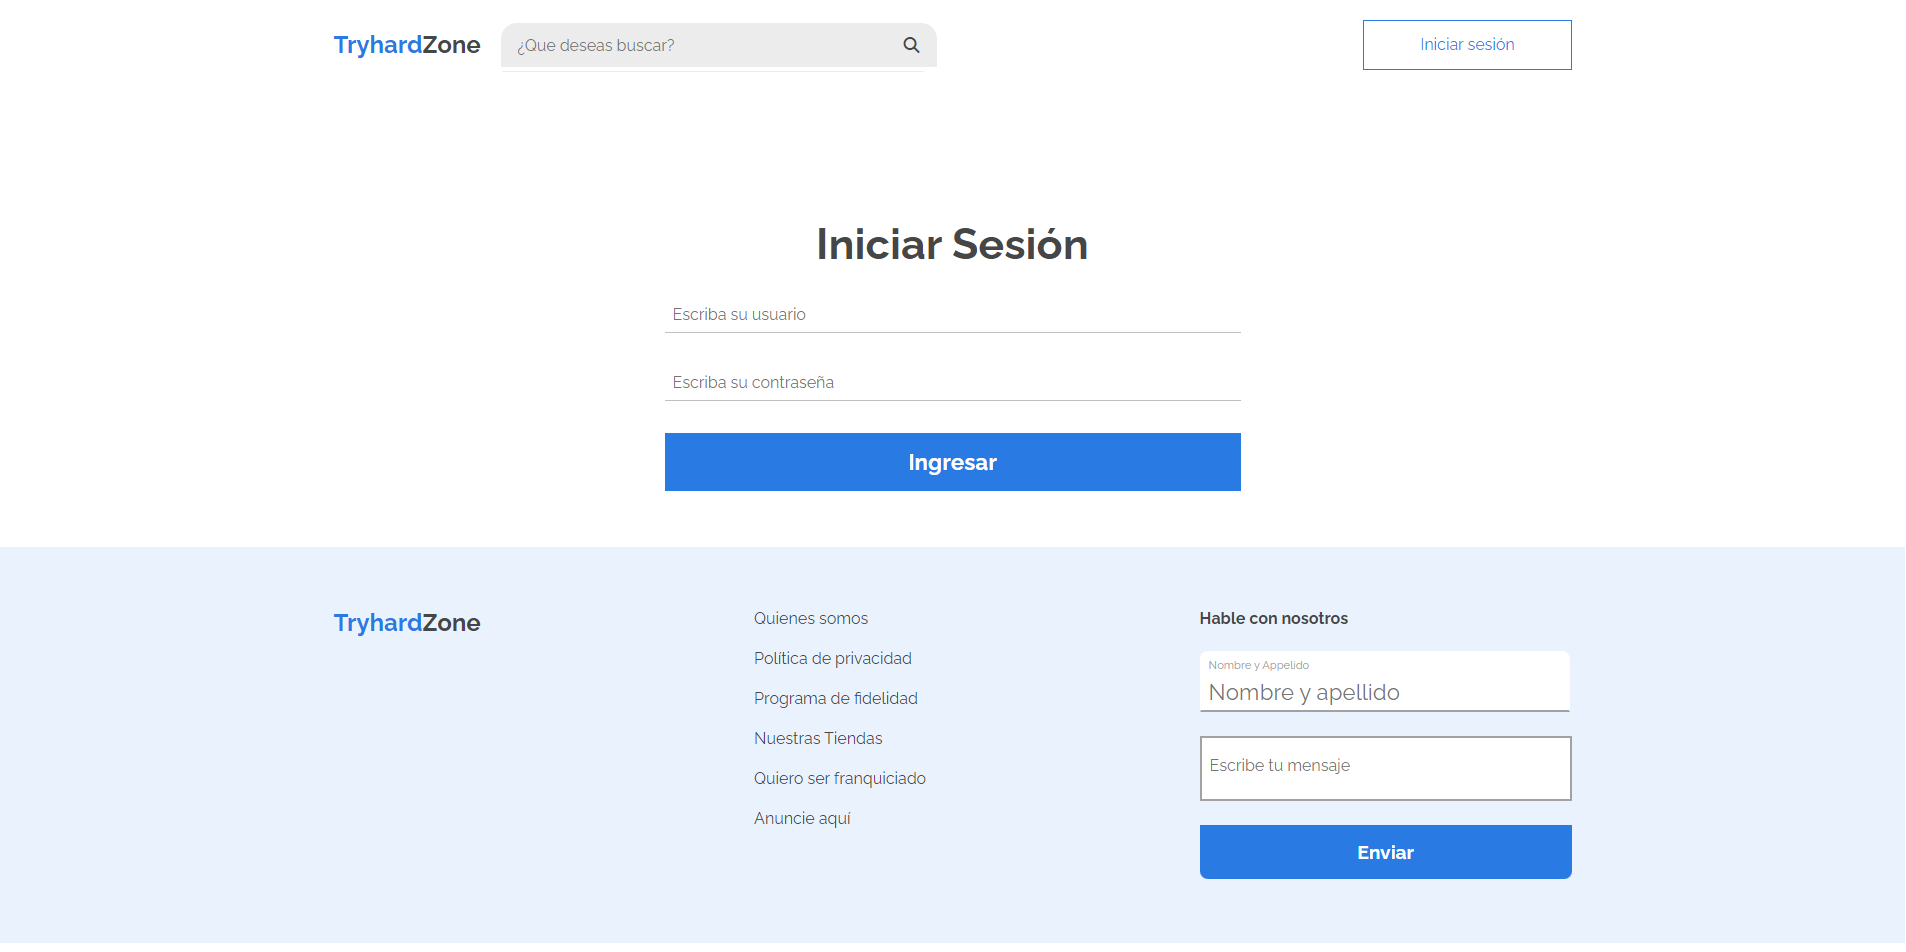 TryhardZone
¿Que deseas buscar?
Iniciar sesión
Iniciar Sesión
Escriba su usuario
Escriba su contraseña
Ingresar
TryhardZone
Quienes somos
Política de privacidad
Programa de fidelidad
Nuestras Tiendas
Quiero ser franquiciado
Anuncie aquí
Hable con nosotros
Nombre y Appelido
Nombre y apellido
Escribe tu mensaje
Enviar